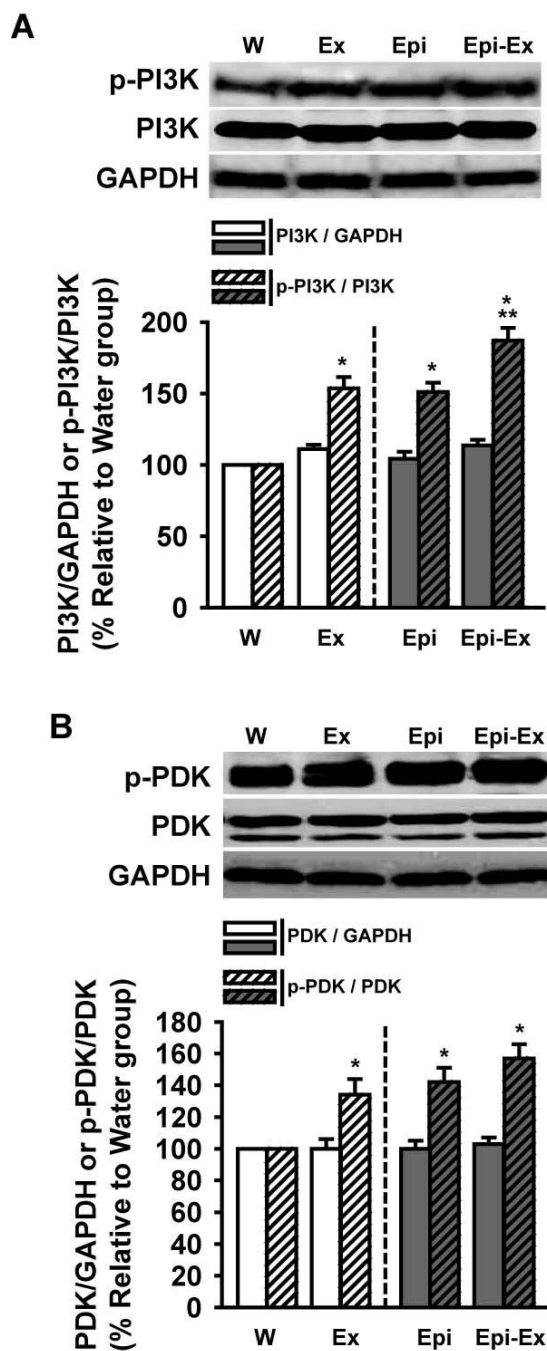 A
W Ex Epi Epi-Ex
p-PI3K
PI3K
GAPDH
PI3K / GAPDH
p-PI3K / PI3K
PI3K/GAPDH or p-PI3K/PI3K
(% Relative to Water group)
200
150
100
50
0
*
*
*
**
W Ex Epi Epi-Ex
B
W Ex Epi Epi-Ex
p-PDK
PDK
GAPDH
PDK / GAPDH
p-PDK / PDK
PDK/GAPDH or p-PDK/PDK
(% Relative to Water group)
180
160
140
120
100
80
60
40
20
0
*
*
*
W Ex Epi Epi-Ex